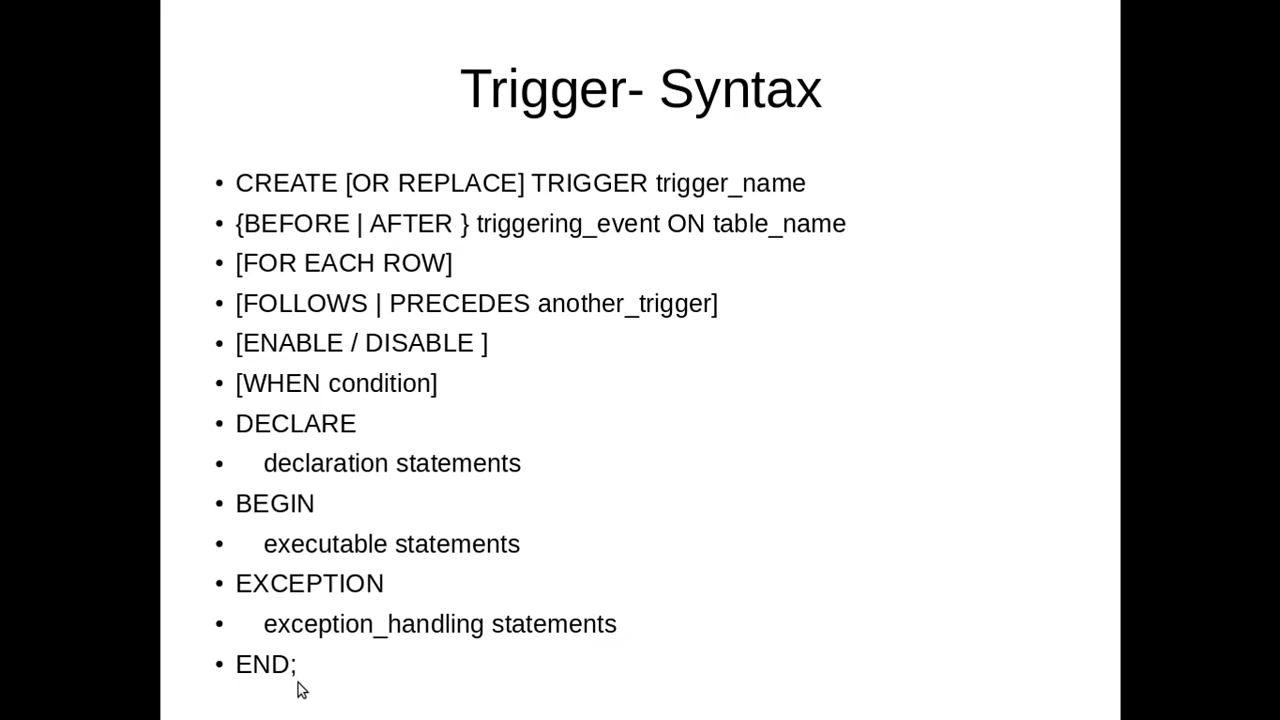 Trigger- Syntax
• CREATE [OR REPLACE] TRIGGER trigger_name
• {BEFORE | AFTER } triggering_event ON table_name
• [FOR EACH ROW]
• [FOLLOWS | PRECEDES another_trigger]
• [ENABLE / DISABLE ]
• [WHEN condition]
• DECLARE
• declaration statements
• BEGIN
• executable statements
• EXCEPTION
• exception_handling statements
• END;